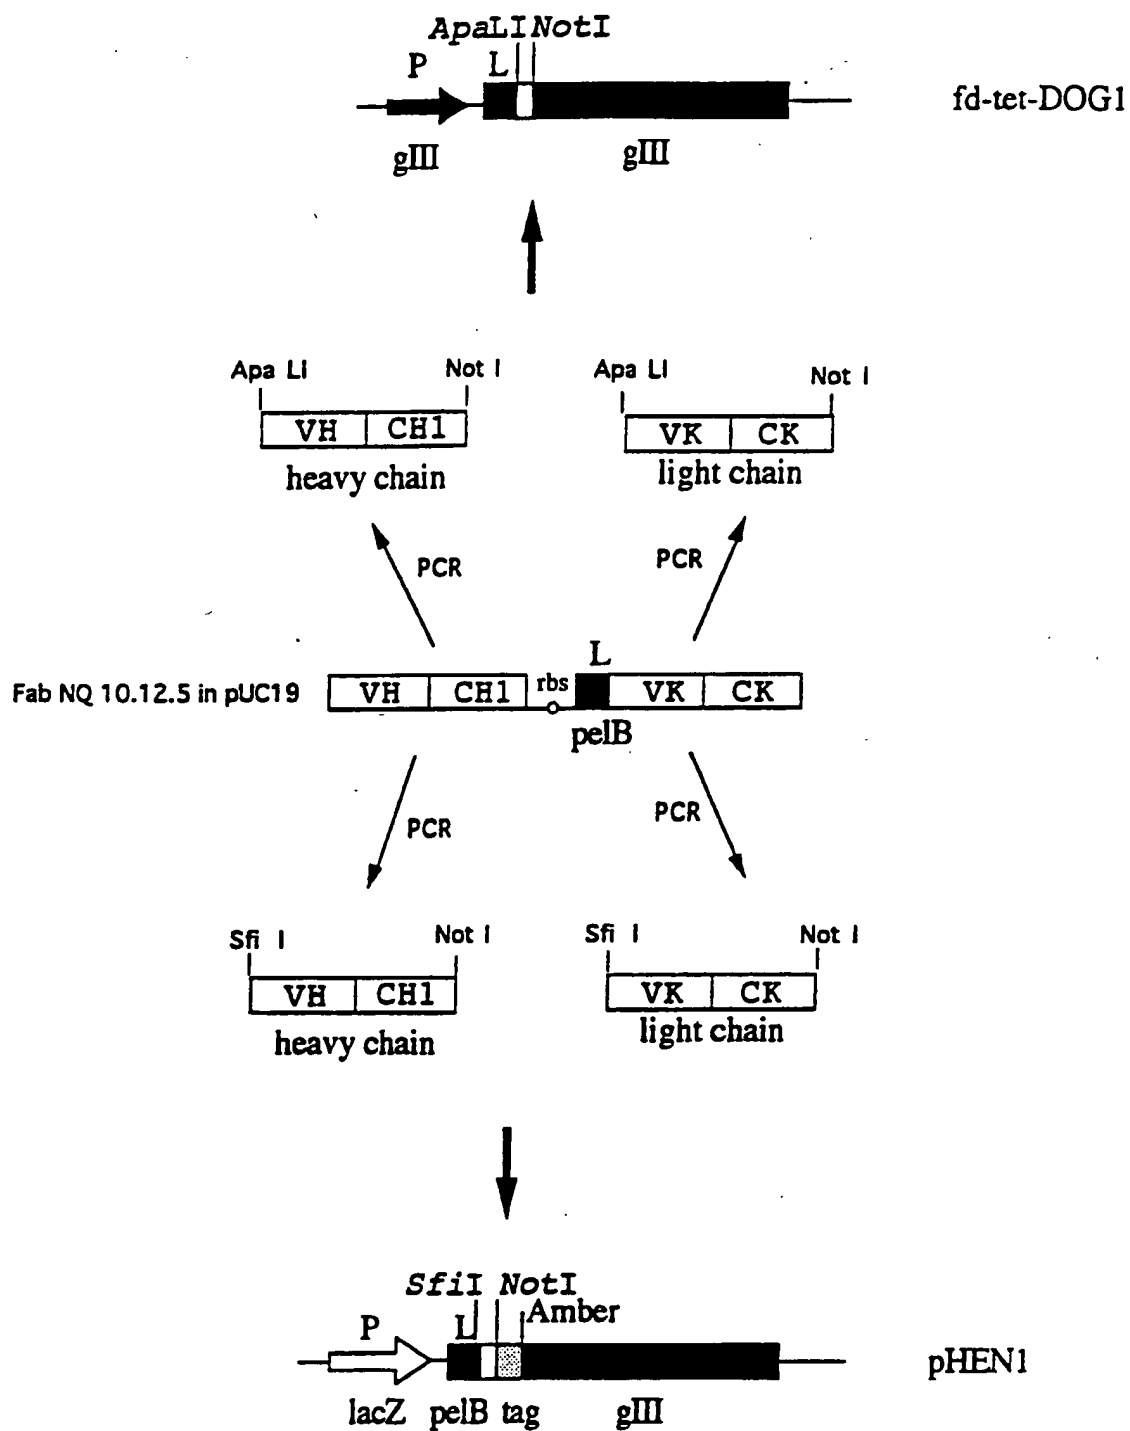 ApaLI NotI
P L
fd-tet-DOG1
gIII gIII
Apa LI Not I Apa LI Not I
VH CH1 VK CK
heavy chain light chain
PCR PCR
L
Fab NQ 10.12.5 in pUC19 VH CH1 rbs VK CK
pelB
PCR PCR
Sfi I Not I Sfi I Not I
VH CH1 VK CK
heavy chain light chain
SfiI NotI
P L Amber
pHEN1
lacZ pelB tag gIII